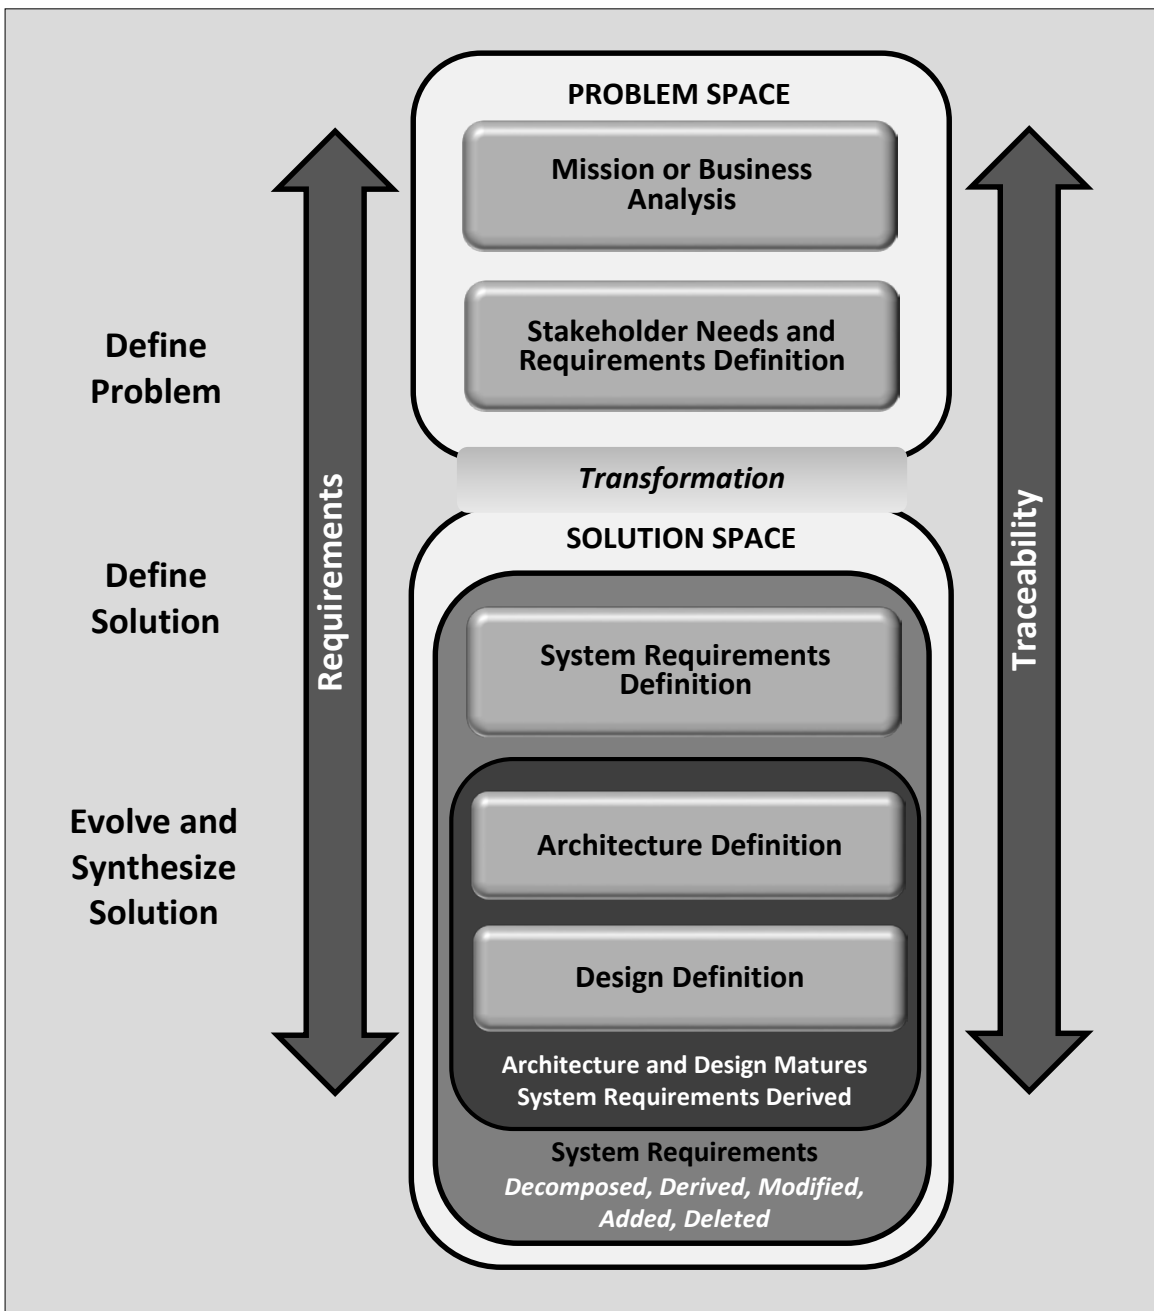 PROBLEM SPACE
Mission or Business
Analysis
Stakeholder Needs and
Requirements Definition
Define
Problem
Transformation
Requirements
Traceability
SOLUTION SPACE
Define
Solution
System Requirements
Definition
Evolve and
Synthesize
Solution
Architecture Definition
Design Definition
Architecture and Design Matures
System Requirements Derived
System Requirements
Decomposed, Derived, Modified,
Added, Deleted